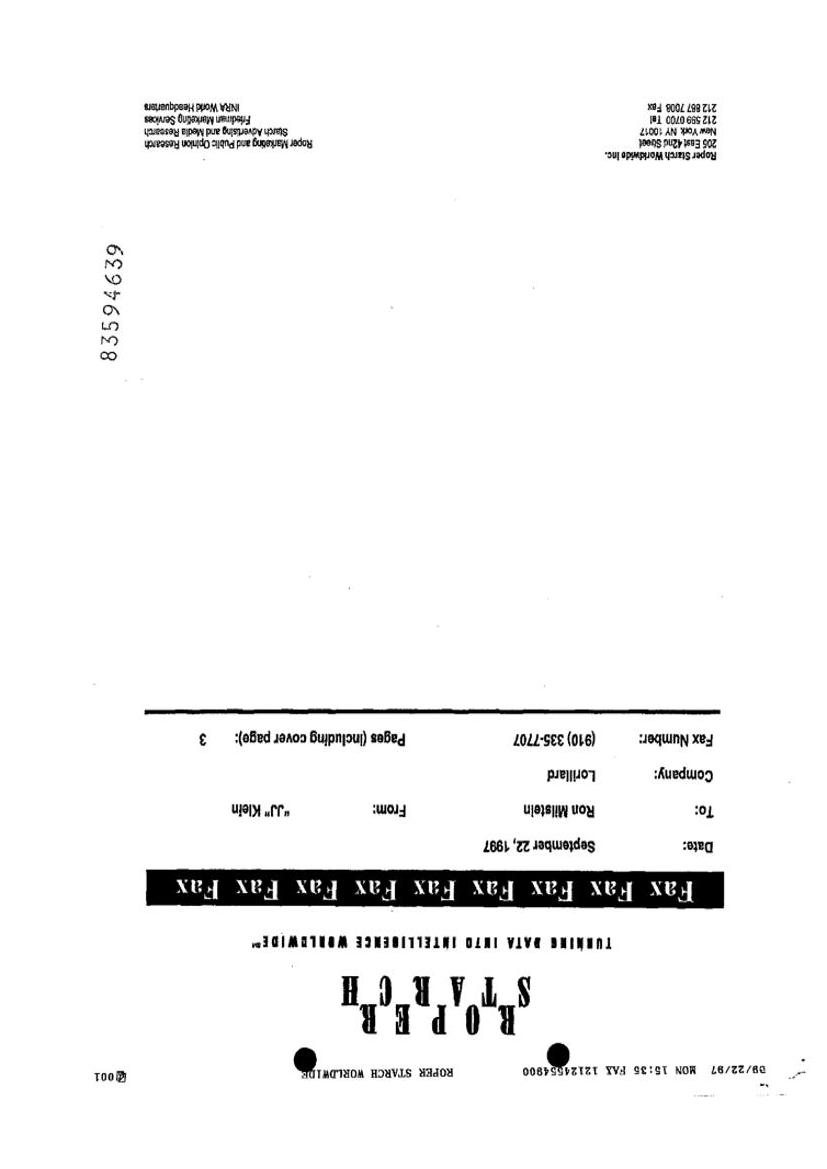 09/22/97 MON 15:35 FAX 12124554900 ROPER STARCH WORLDWIDE 001
ROPER
STARCH
TURNING DATA INTO INTELLIGENCE WORLDWIDE℠
Fax Fax Fax Fax Fax Fax Fax Fax Fax
Date: September 22, 1997
To: Ron Milstein From: "JJ" Klein
Company: Lorillard
Fax Number: (910) 335-7707 Pages (including cover page): 3
83594639
Roper Starch Worldwide Inc.
205 East 42nd Street
New York NY 10017
212 599 0700 Tel
212 867 7008 Fax
Roper Marketing and Public Opinion Research
Starch Advertising and Media Research
Friedman Marketing Services
INRA World Headquarters